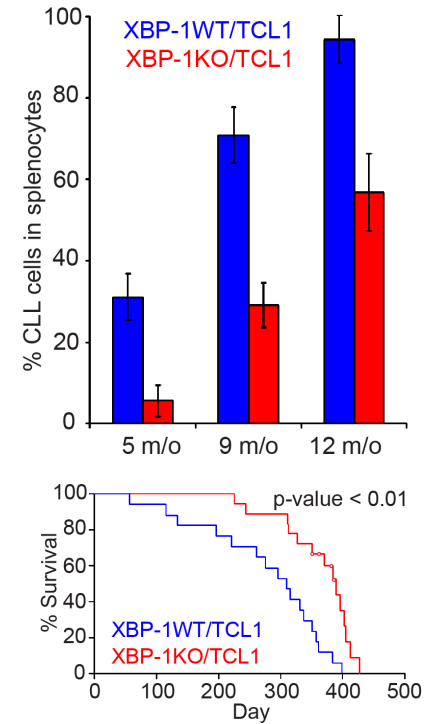 XBP-1WT/TCL1
XBP-1KO/TCL1
% CLL cells in splenocytes
100
80
60
40
20
0
5 m/o 9 m/o 12 m/o
p-value < 0.01
% Survival
100
80
60
40
20
0
XBP-1WT/TCL1
XBP-1KO/TCL1
0 100 200 300 400 500
Day